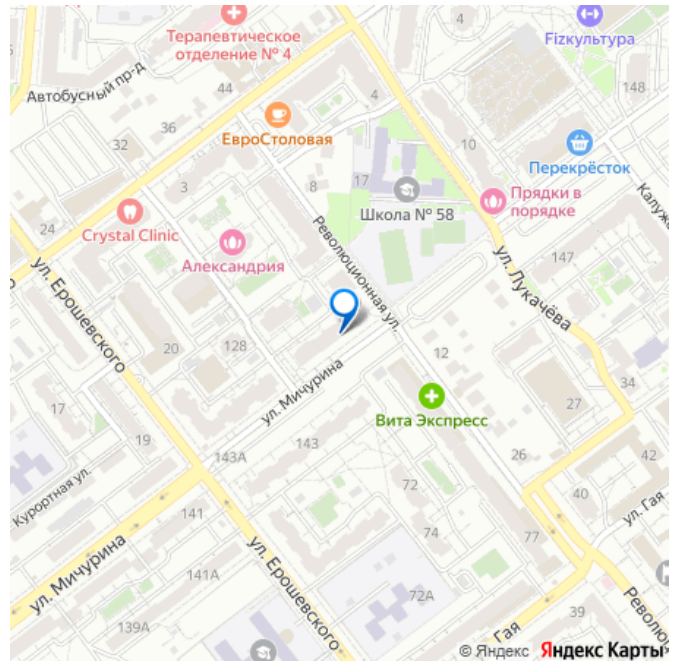 Терапевтическое
отделение № 4
4
Fizкультура
Автобусный пр-д
44
4
148
36
32
ЕвроСтоловая
10
Перекрёсток
3
8
17
Школа № 58
Прядки в
порядке
24
Crystal Clinic
Александрия
Революционная ул.
147
ул. Ерошевского
ул. Лукачёва
20
128
12
34
ул. Мичурина
Вита Экспресс
27
17
19
143А
143
26
42
Курортная ул.
72
40
ул. Гая
141
74
77
ул. Мичурина
ул. Ерошевского
141А
72А
139А
Гая
39
© Яндекс Яндекс Карты